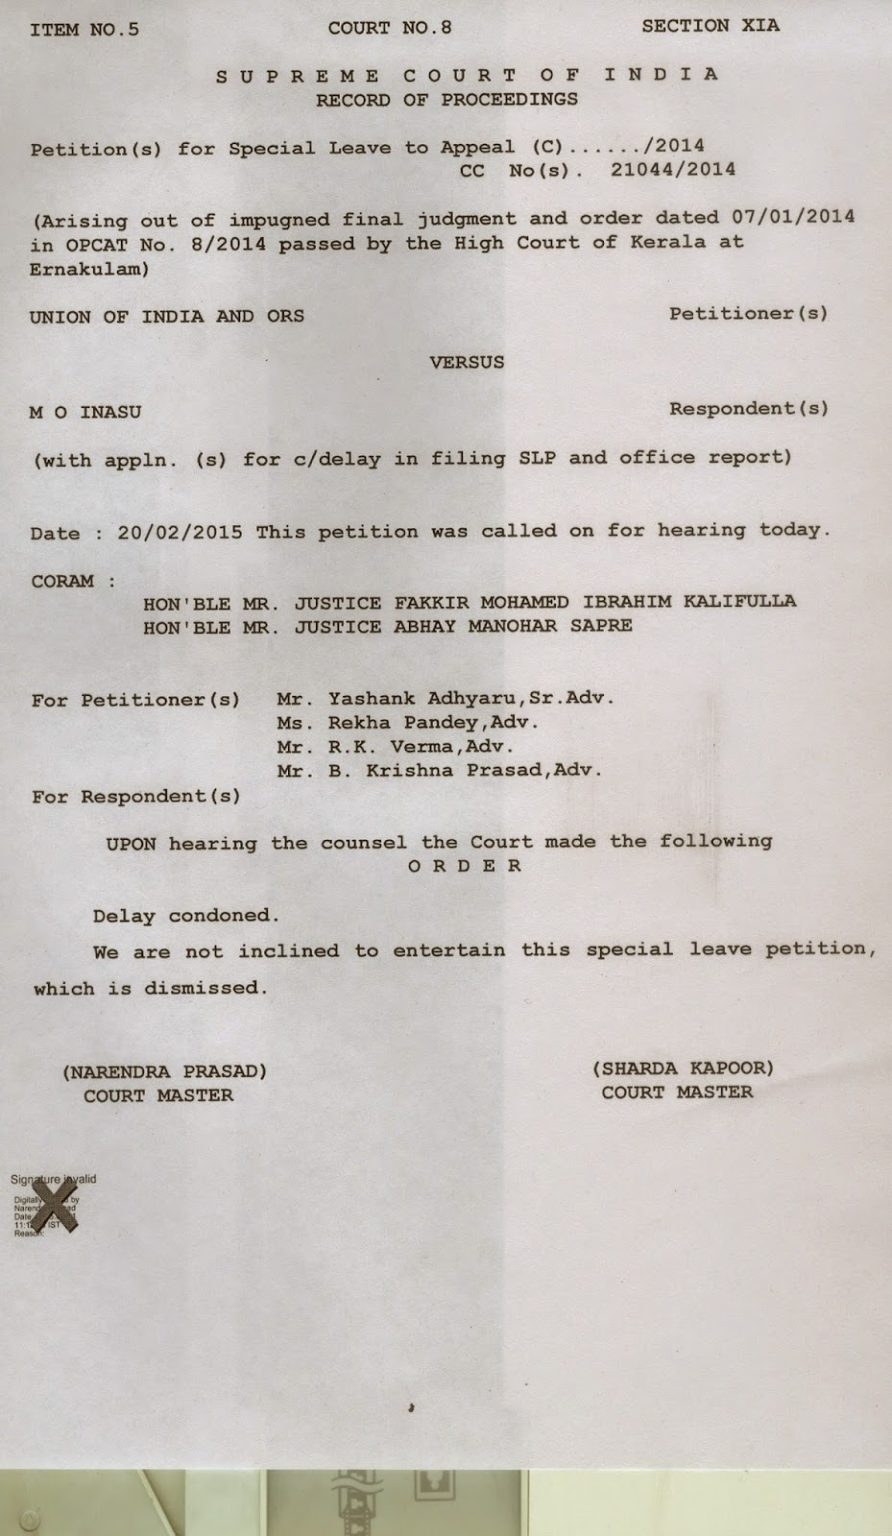 ITEM NO.5 COURT NO.8 SECTION XIA
S U P R E M E C O U R T O F I N D I A
RECORD OF PROCEEDINGS
Petition(s) for Special Leave to Appeal (C)....../2014
CC No(s). 21044/2014
(Arising out of impugned final judgment and order dated 07/01/2014
in OPCAT No. 8/2014 passed by the High Court of Kerala at
Ernakulam)
UNION OF INDIA AND ORS Petitioner(s)
VERSUS
M O INASU Respondent(s)
(with appln. (s) for c/delay in filing SLP and office report)
Date : 20/02/2015 This petition was called on for hearing today.
CORAM :
HON'BLE MR. JUSTICE FAKKIR MOHAMED IBRAHIM KALIFULLA
HON'BLE MR. JUSTICE ABHAY MANOHAR SAPRE
For Petitioner(s) Mr. Yashank Adhyaru,Sr.Adv.
Ms. Rekha Pandey,Adv.
Mr. R.K. Verma,Adv.
Mr. B. Krishna Prasad,Adv.
For Respondent(s)
UPON hearing the counsel the Court made the following
O R D E R
Delay condoned.
We are not inclined to entertain this special leave petition,
which is dismissed.
(NARENDRA PRASAD) (SHARDA KAPOOR)
COURT MASTER COURT MASTER
Signature invalid
Digitally by
Date
IST
Reason: